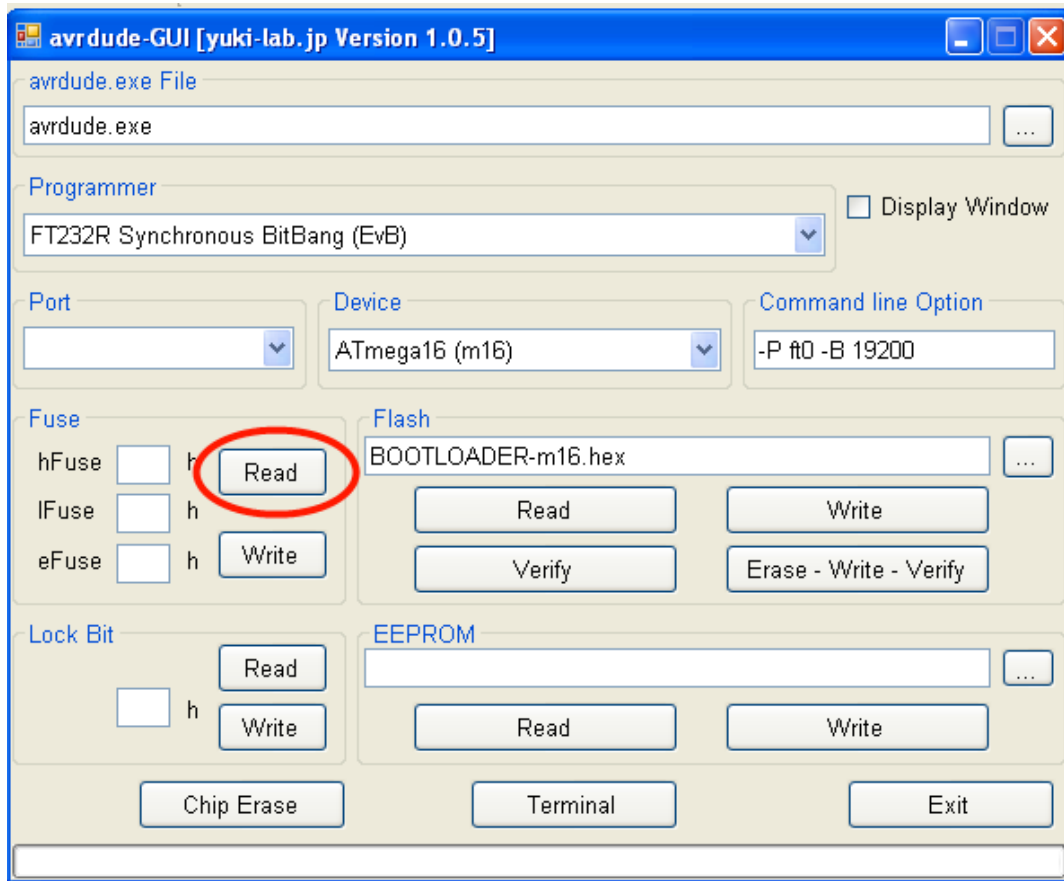 avrdude-GUI [yuki-lab.jp Version 1.0.5]
avrdude.exe File
avrdude.exe
...
Programmer
FT232R Synchronous BitBang (EvB)
Display Window
Port
Device
ATmega16 (m16)
Command line Option
-P ft0 -B 19200
Fuse
hFuse h Read
lFuse h
eFuse h Write
Flash
BOOTLOADER-m16.hex ...
Read Write
Verify Erase - Write - Verify
Lock Bit
Read
h
Write
EEPROM
...
Read Write
Chip Erase Terminal Exit